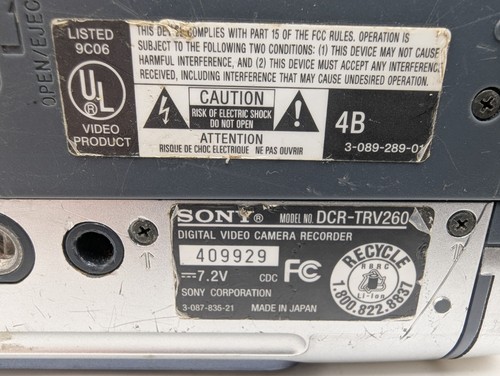 OPEN/EJEC
LISTED
9C06
UL
®
VIDEO
PRODUCT
THIS DEVICE COMPLIES WITH PART 15 OF THE FCC RULES. OPERATION IS
SUBJECT TO THE FOLLOWING TWO CONDITIONS: (1) THIS DEVICE MAY NOT CAUSE
HARMFUL INTERFERENCE, AND (2) THIS DEVICE MUST ACCEPT ANY INTERFERENC
RECEIVED, INCLUDING INTERFERENCE THAT MAY CAUSE UNDESIRED OPERATION.
CAUTION
RISK OF ELECTRIC SHOCK
DO NOT OPEN
ATTENTION
RISQUE DE CHOC ELECTRIQUE NE PAS OUVRIR
4B
3-089-289-01
SONY® MODEL NO. DCR-TRV260
DIGITAL VIDEO CAMERA RECORDER
409929
7.2V CDC FC
SONY CORPORATION
3-087-835-21 MADE IN JAPAN
RECYCLE
RBRC
Li-Ion
1.800.822.8837